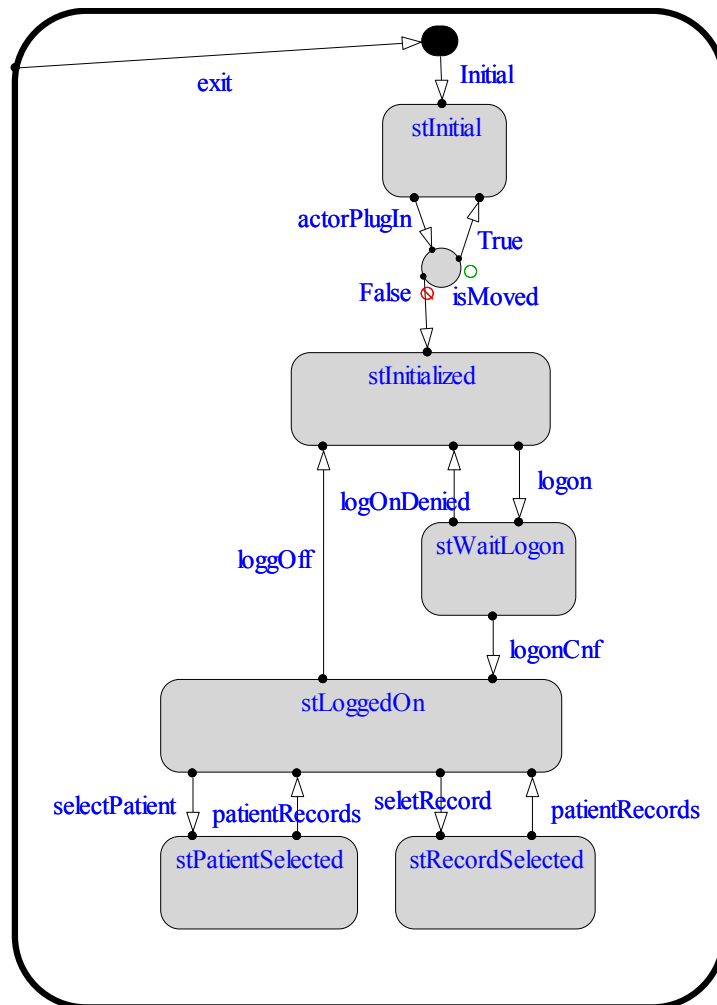 exit
Initial
stInitial
actorPlugIn
True
False
isMoved
stInitialized
logon
logOnDenied
stWaitLogon
loggOff
logonCnf
stLoggedOn
selectPatient
patientRecords
seletRecord
patientRecords
stPatientSelected
stRecordSelected